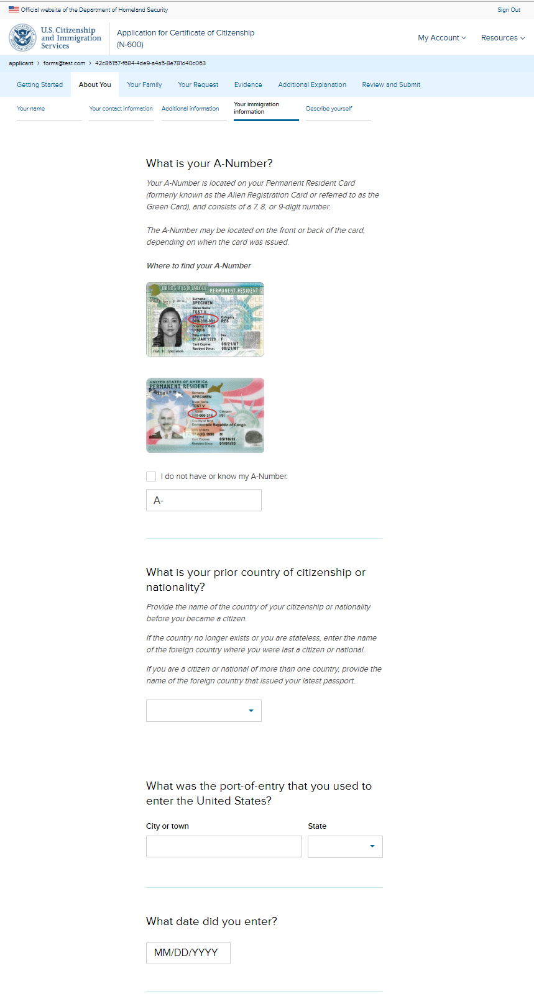 Official website of the Department of Homeland Security
Sign Out
U.S. Citizenship
and Immigration
Services
Application for Certificate of Citizenship
(N-600)
My Account
Resources
applicant > forms@test.com > 42c86157-f684-4de9-a4a5-8e781d40c063
Getting Started
About You
Your Family
Your Request
Evidence
Additional Explanation
Review and Submit
Your name
Your contact information
Additional information
Your immigration
information
Describe yourself
What is your A-Number?
Your A-Number is located on your Permanent Resident Card
(formerly known as the Alien Registration Card or referred to as the
Green Card), and consists of a 7, 8, or 9-digit number.
The A-Number may be located on the front or back of the card,
depending on when the card was issued.
Where to find your A-Number
UNITED STATES OF AMERICA
PERMANENT RESIDENT
Surname
SPECIMEN
Given Name
TEST V
USCIS#
Category
000-000-001
RE8
Country of Birth
Utopia
Date of Birth
Sex
01 JAN 1920
F
Card Expires:
08/21/07
Resident Since:
08/21/07
Test V. Specimen
UNITED STATES OF AMERICA
PERMANENT RESIDENT
Surname
SPECIMEN
Given Name
TEST V
Category
IR1
Country of Birth
Democratic Republic of Congo
Date of Birth
Sex
17 AUG 1958
M
Card Expires
05/10/11
Resident Since:
01/01/10
I do not have or know my A-Number.
A-
What is your prior country of citizenship or
nationality?
Provide the name of the country of your citizenship or nationality
before you became a citizen.
If the country no longer exists or you are stateless, enter the name
of the foreign country where you were last a citizen or national.
If you are a citizen or national of more than one country, provide the
name of the foreign country that issued your latest passport.
What was the port-of-entry that you used to
enter the United States?
City or town
State
What date did you enter?
MM/DD/YYYY